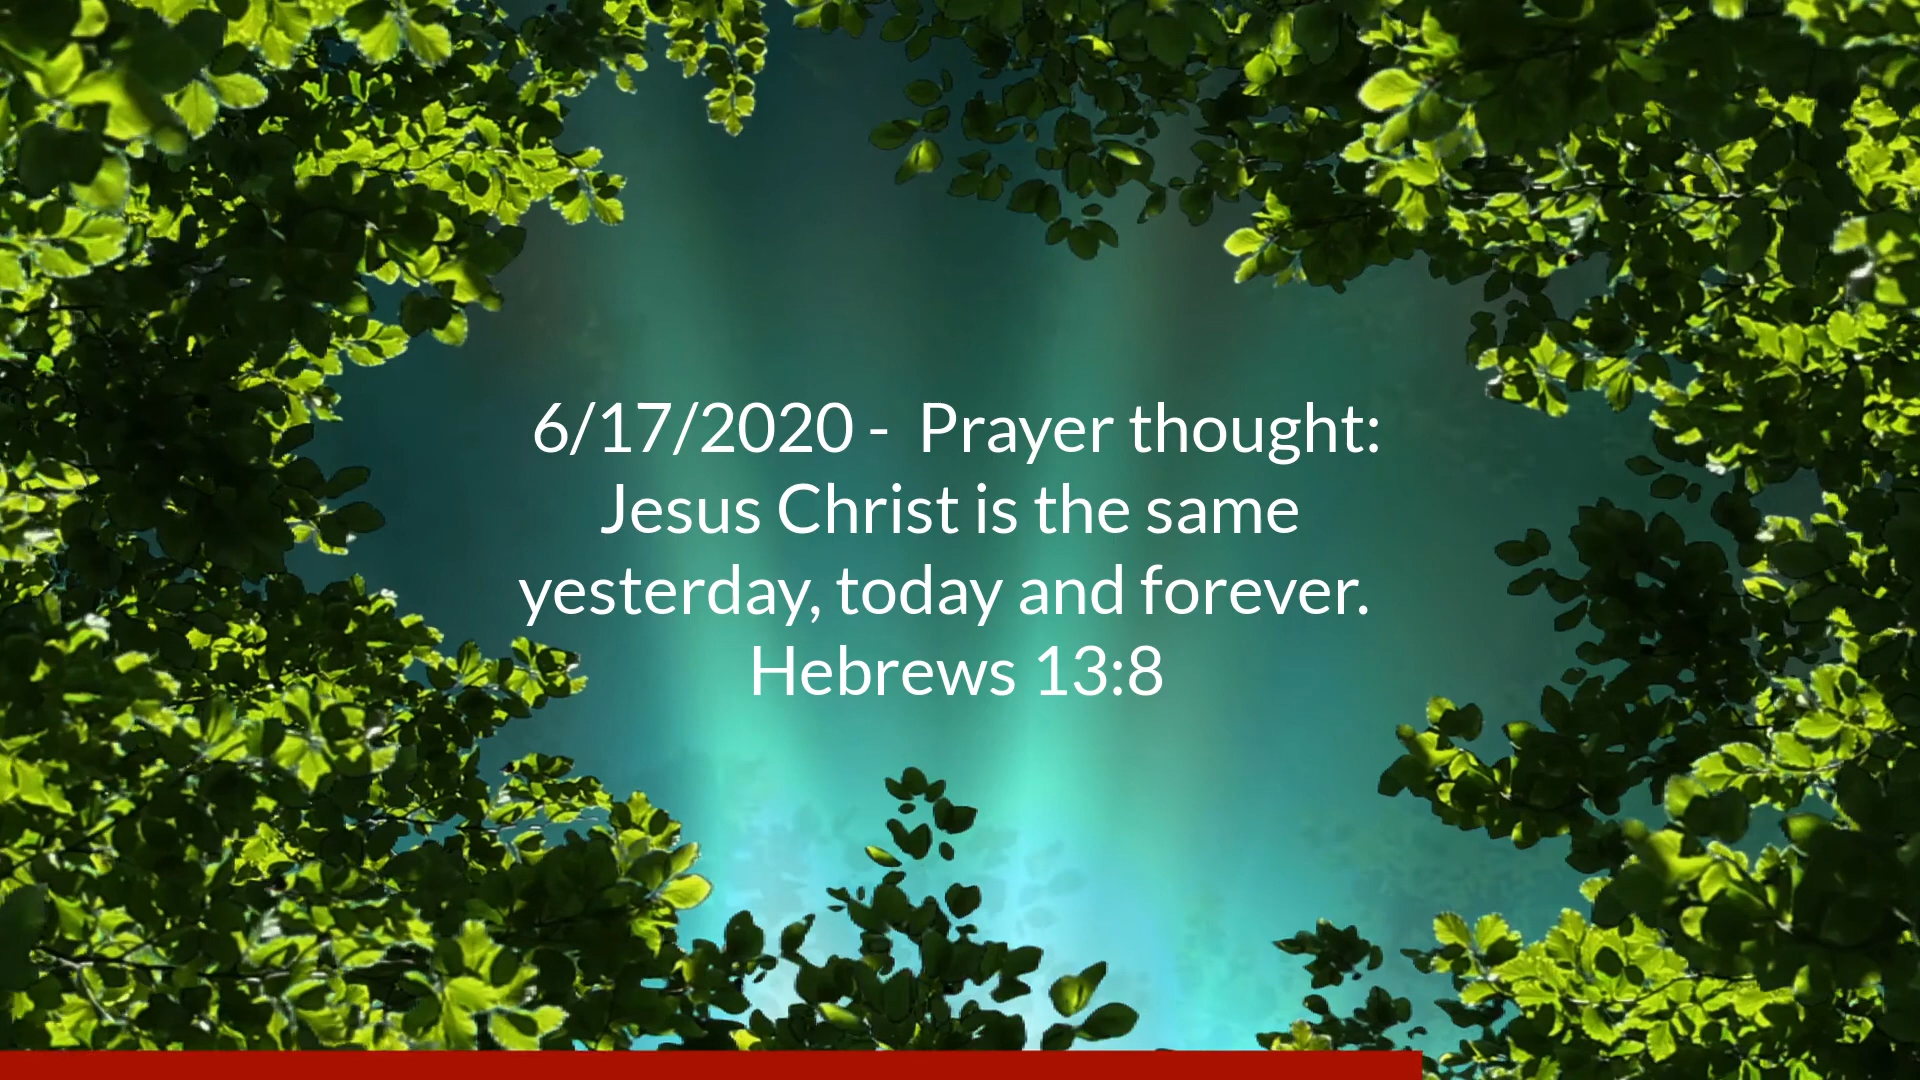 6/17/2020 -  Prayer thought:
Jesus Christ is the same
yesterday, today and forever.
Hebrews 13:8